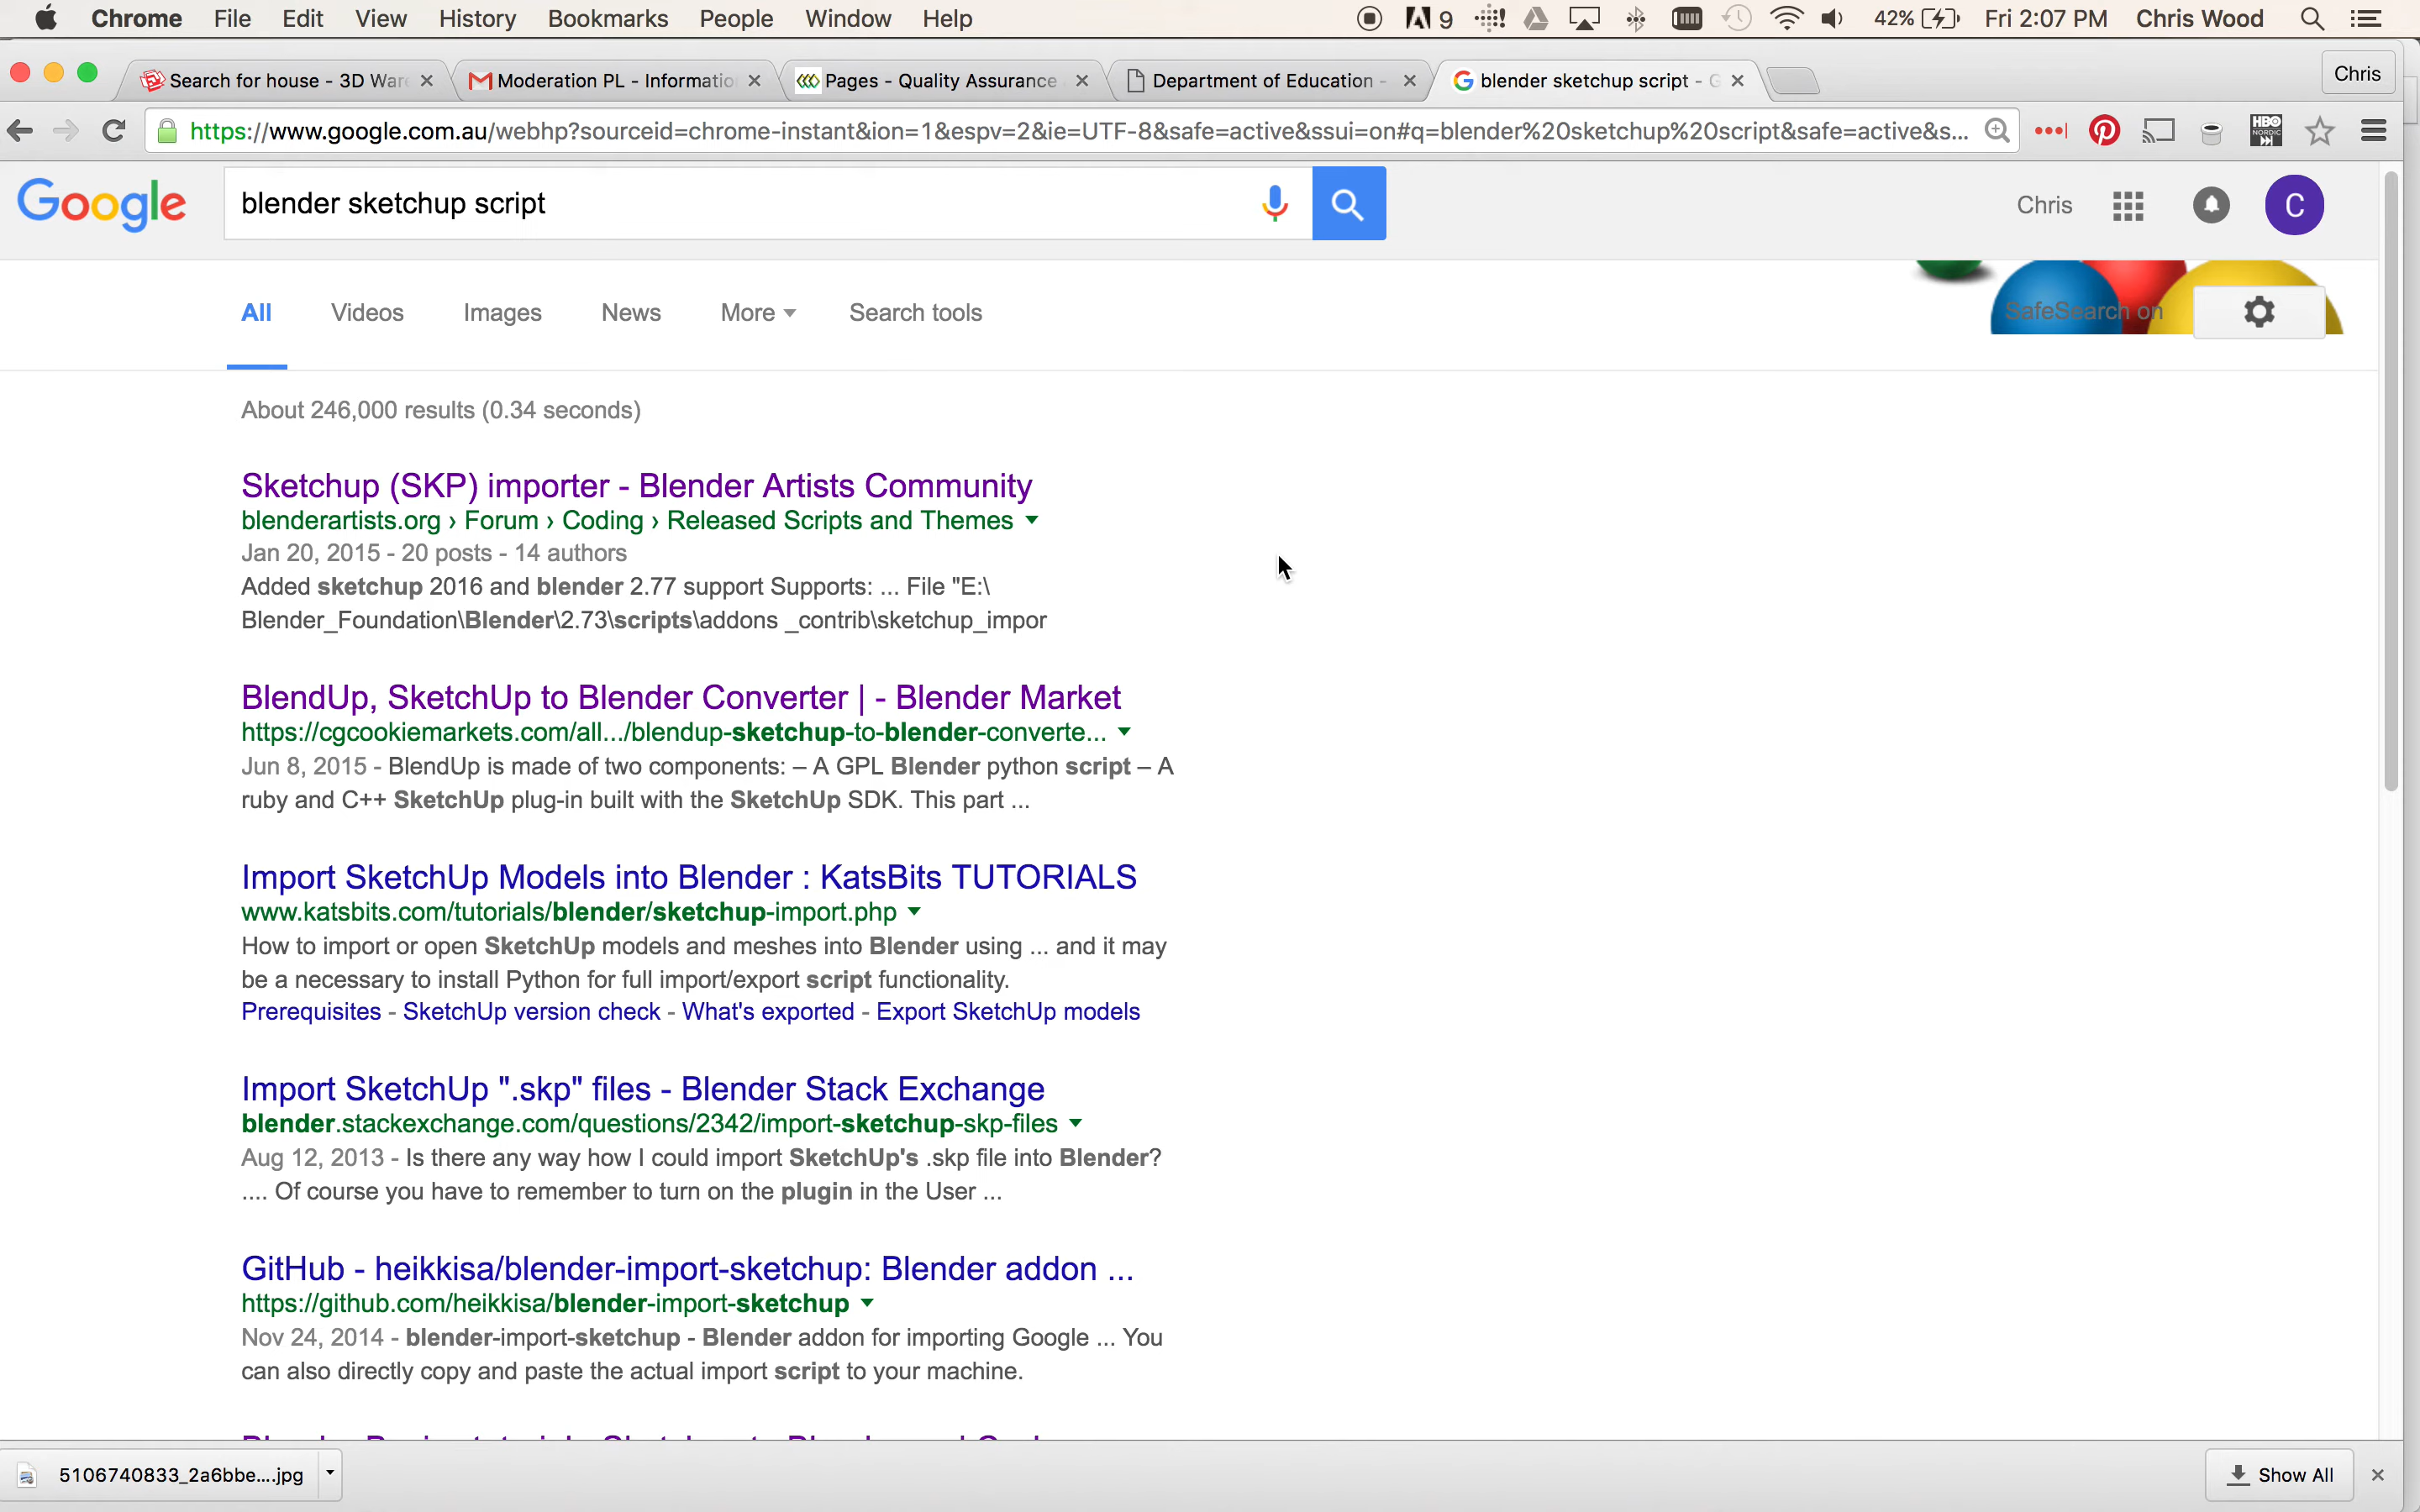 Chrome File Edit View History Bookmarks People Window Help 9 42% Fri 2:07 PM Chris Wood
Search for house - 3D War Moderation PL - Informatio Pages - Quality Assurance Department of Education - blender sketchup script - G Chris
https://www.google.com.au/webhp?sourceid=chrome-instant&ion=1&espv=2&ie=UTF-8&safe=active&ssui=on#q=blender%20sketchup%20script&safe=active&s... HBO NORDIC
Google blender sketchup script Chris C
All Videos Images News More Search tools SafeSearch on
About 246,000 results (0.34 seconds)
Sketchup (SKP) importer - Blender Artists Community
blenderartists.org › Forum › Coding › Released Scripts and Themes
Jan 20, 2015 - 20 posts - 14 authors
Added sketchup 2016 and blender 2.77 support Supports: ... File "E:\
Blender_Foundation\Blender\2.73\scripts\addons _contrib\sketchup_impor
BlendUp, SketchUp to Blender Converter | - Blender Market
https://cgcookiemarkets.com/all.../blendup-sketchup-to-blender-converte...
Jun 8, 2015 - BlendUp is made of two components: – A GPL Blender python script – A
ruby and C++ SketchUp plug-in built with the SketchUp SDK. This part ...
Import SketchUp Models into Blender : KatsBits TUTORIALS
www.katsbits.com/tutorials/blender/sketchup-import.php
How to import or open SketchUp models and meshes into Blender using ... and it may
be a necessary to install Python for full import/export script functionality.
Prerequisites - SketchUp version check - What's exported - Export SketchUp models
Import SketchUp ".skp" files - Blender Stack Exchange
blender.stackexchange.com/questions/2342/import-sketchup-skp-files
Aug 12, 2013 - Is there any way how I could import SketchUp's .skp file into Blender?
.... Of course you have to remember to turn on the plugin in the User ...
GitHub - heikkisa/blender-import-sketchup: Blender addon ...
https://github.com/heikkisa/blender-import-sketchup
Nov 24, 2014 - blender-import-sketchup - Blender addon for importing Google ... You
can also directly copy and paste the actual import script to your machine.
5106740833_2a6bbe....jpg Show All